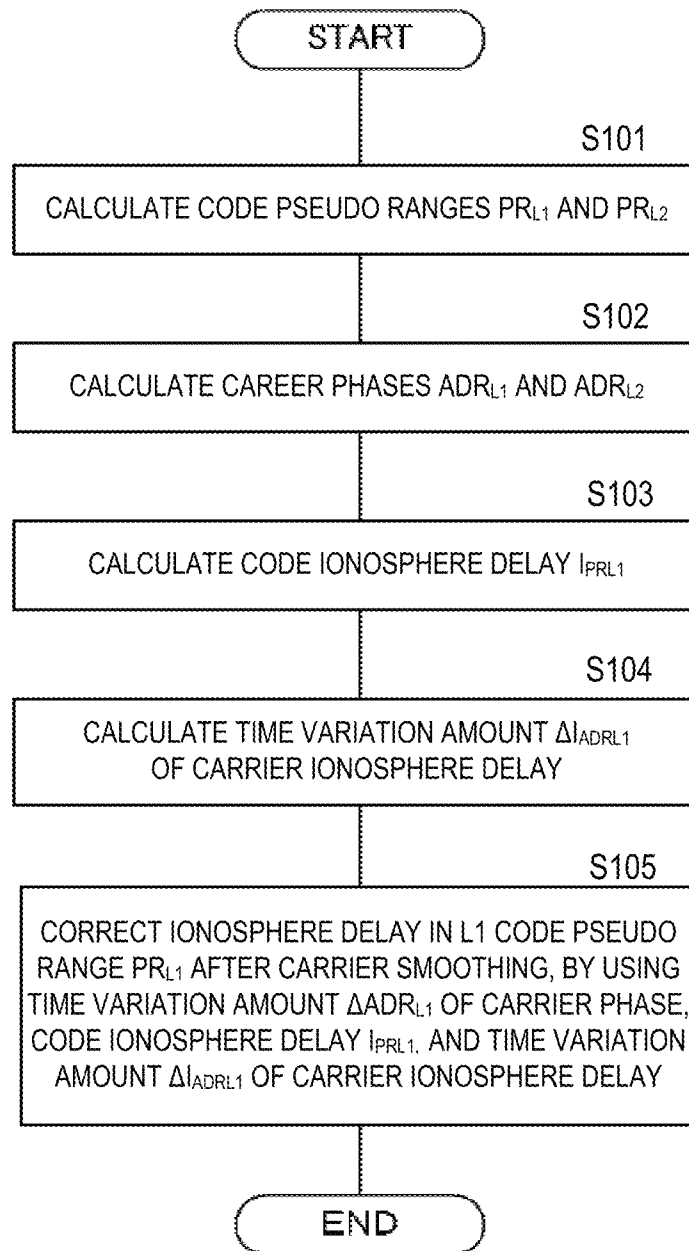 START
S101
CALCULATE CODE PSEUDO RANGES PRL1 AND PRL2
S102
CALCULATE CAREER PHASES ADRL1 AND ADRL2
S103
CALCULATE CODE IONOSPHERE DELAY IPRL1
S104
CALCULATE TIME VARIATION AMOUNT ΔIADRL1
OF CARRIER IONOSPHERE DELAY
S105
CORRECT IONOSPHERE DELAY IN L1 CODE PSEUDO
RANGE PRL1 AFTER CARRIER SMOOTHING, BY USING
TIME VARIATION AMOUNT ΔADRL1 OF CARRIER PHASE,
CODE IONOSPHERE DELAY IPRL1, AND TIME VARIATION
AMOUNT ΔIADRL1 OF CARRIER IONOSPHERE DELAY
END